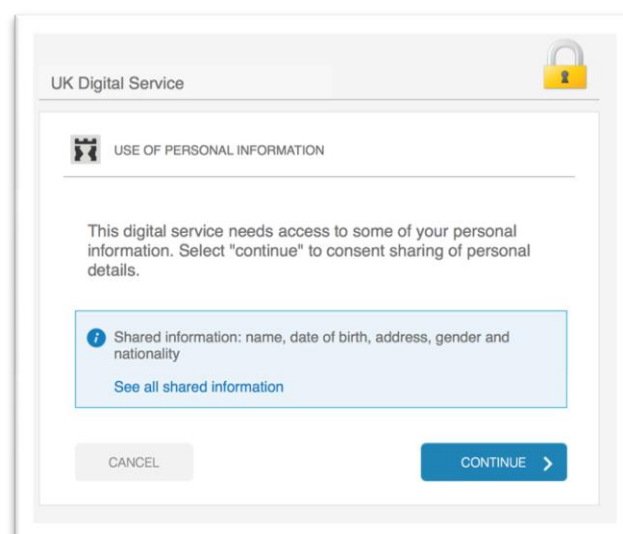 UK Digital Service
USE OF PERSONAL INFORMATION
This digital service needs access to some of your personal
information. Select "continue" to consent sharing of personal
details.
Shared information: name, date of birth, address, gender and
nationality
See all shared information
CANCEL
CONTINUE